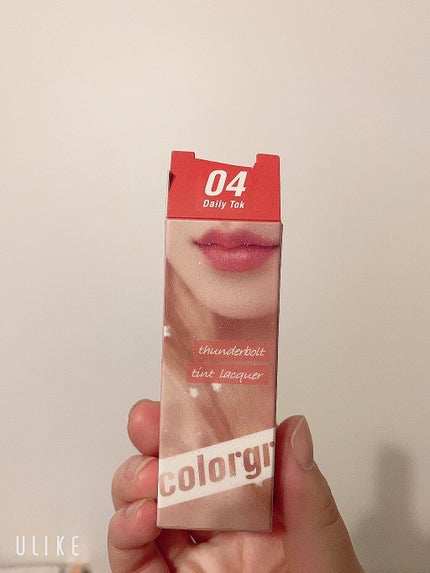 04
Daily Tok
thunderbolt
tint lacquer
colorgr
ULIKE